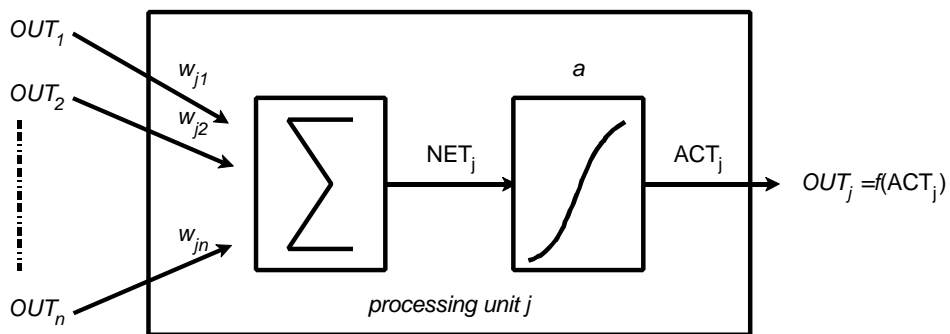 OUT1
wj1
a
OUT2
wj2
NETj
ACTj
OUTj =f(ACTj)
wjn
OUTn
processing unit j